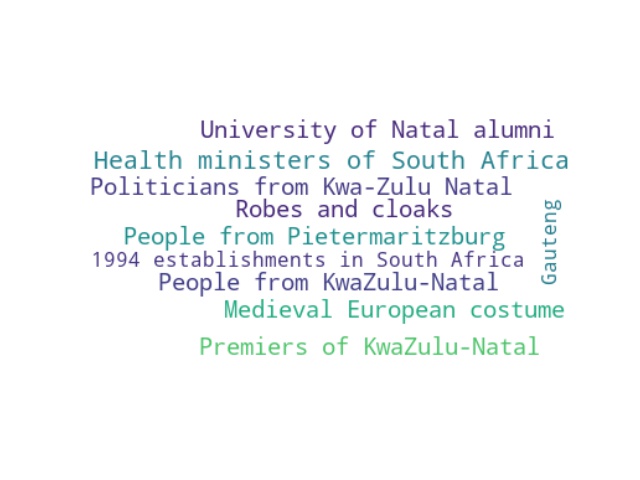 University of Natal alumni
Health ministers of South Africa
Politicians from Kwa-Zulu Natal
Robes and cloaks
People from Pietermaritzburg
1994 establishments in South Africa
People from KwaZulu-Natal
Medieval European costume
Premiers of KwaZulu-Natal
Gauteng